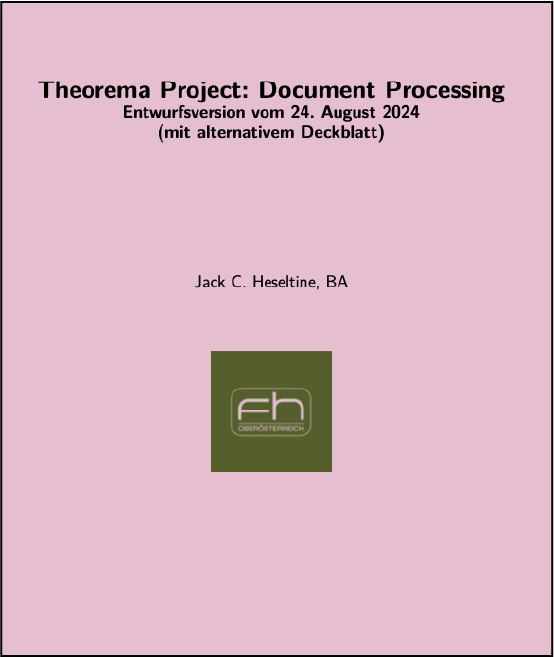 Theorema Project: Document Processing
Entwurfsversion vom 24. August 2024
(mit alternativem Deckblatt)
Jack C. Heseltine, BA
fh
OBERÖSTERREICH